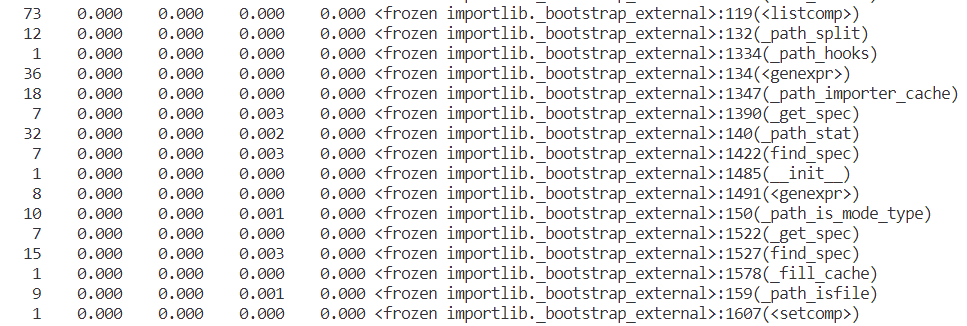 73 0.000 0.000 0.000 0.000 <frozen importlib._bootstrap_external>:119(<listcomp>)
12 0.000 0.000 0.000 0.000 <frozen importlib._bootstrap_external>:132(_path_split)
1 0.000 0.000 0.000 0.000 <frozen importlib._bootstrap_external>:1334(_path_hooks)
36 0.000 0.000 0.000 0.000 <frozen importlib._bootstrap_external>:134(<genexpr>)
18 0.000 0.000 0.000 0.000 <frozen importlib._bootstrap_external>:1347(_path_importer_cache)
7 0.000 0.000 0.003 0.000 <frozen importlib._bootstrap_external>:1390(_get_spec)
32 0.000 0.000 0.002 0.000 <frozen importlib._bootstrap_external>:140(_path_stat)
7 0.000 0.000 0.003 0.000 <frozen importlib._bootstrap_external>:1422(find_spec)
1 0.000 0.000 0.000 0.000 <frozen importlib._bootstrap_external>:1485(__init__)
8 0.000 0.000 0.000 0.000 <frozen importlib._bootstrap_external>:1491(<genexpr>)
10 0.000 0.000 0.001 0.000 <frozen importlib._bootstrap_external>:150(_path_is_mode_type)
7 0.000 0.000 0.000 0.000 <frozen importlib._bootstrap_external>:1522(_get_spec)
15 0.000 0.000 0.003 0.000 <frozen importlib._bootstrap_external>:1527(find_spec)
1 0.000 0.000 0.000 0.000 <frozen importlib._bootstrap_external>:1578(_fill_cache)
9 0.000 0.000 0.001 0.000 <frozen importlib._bootstrap_external>:159(_path_isfile)
1 0.000 0.000 0.000 0.000 <frozen importlib._bootstrap_external>:1607(<setcomp>)